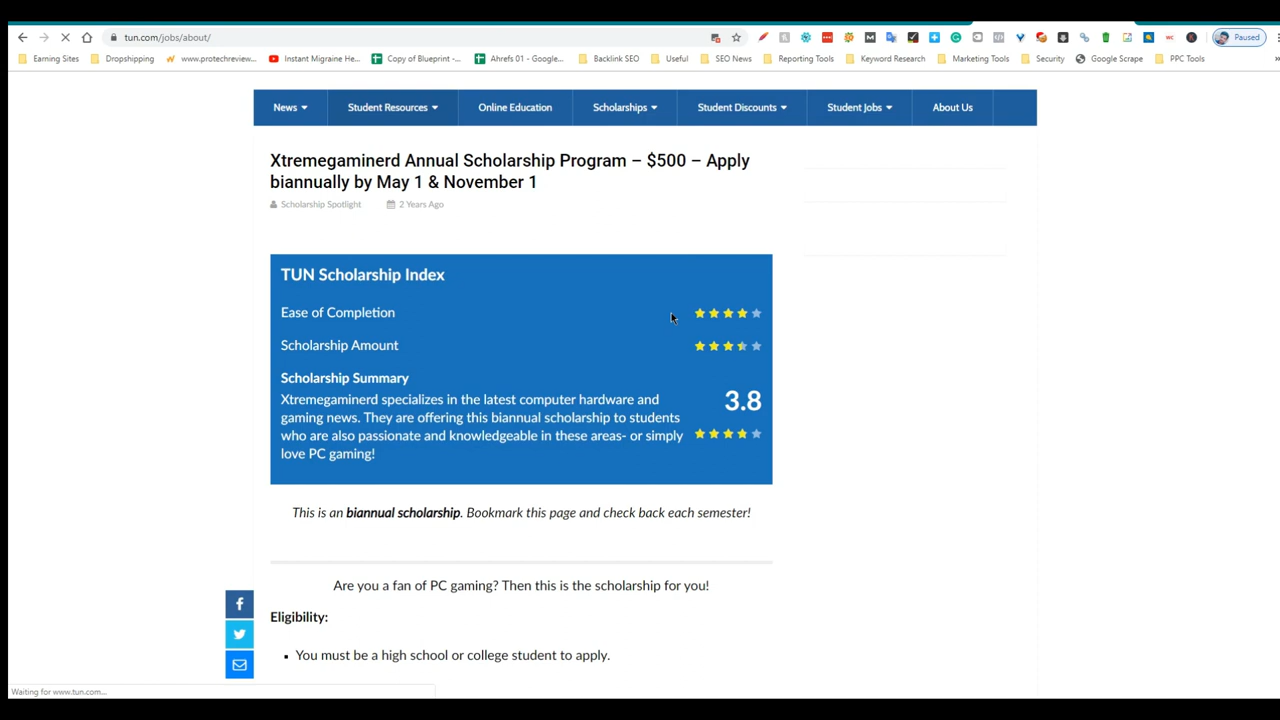 tun.com/jobs/about/
Paused
Earning Sites
Dropshipping
www.protechreview...
Instant Migraine He...
Copy of Blueprint -...
Ahrefs 01 - Google...
Backlink SEO
Useful
SEO News
Reporting Tools
Keyword Research
Marketing Tools
Security
Google Scrape
PPC Tools
»
News
Student Resources
Online Education
Scholarships
Student Discounts
Student Jobs
About Us
Xtremegaminerd Annual Scholarship Program – $500 – Apply
biannually by May 1 & November 1
Scholarship Spotlight
2 Years Ago
TUN Scholarship Index
Ease of Completion
Scholarship Amount
Scholarship Summary
Xtremegaminerd specializes in the latest computer hardware and
gaming news. They are offering this biannual scholarship to students
who are also passionate and knowledgeable in these areas- or simply
love PC gaming!
3.8
This is an biannual scholarship. Bookmark this page and check back each semester!
Are you a fan of PC gaming? Then this is the scholarship for you!
Eligibility:
You must be a high school or college student to apply.
Waiting for www.tun.com...